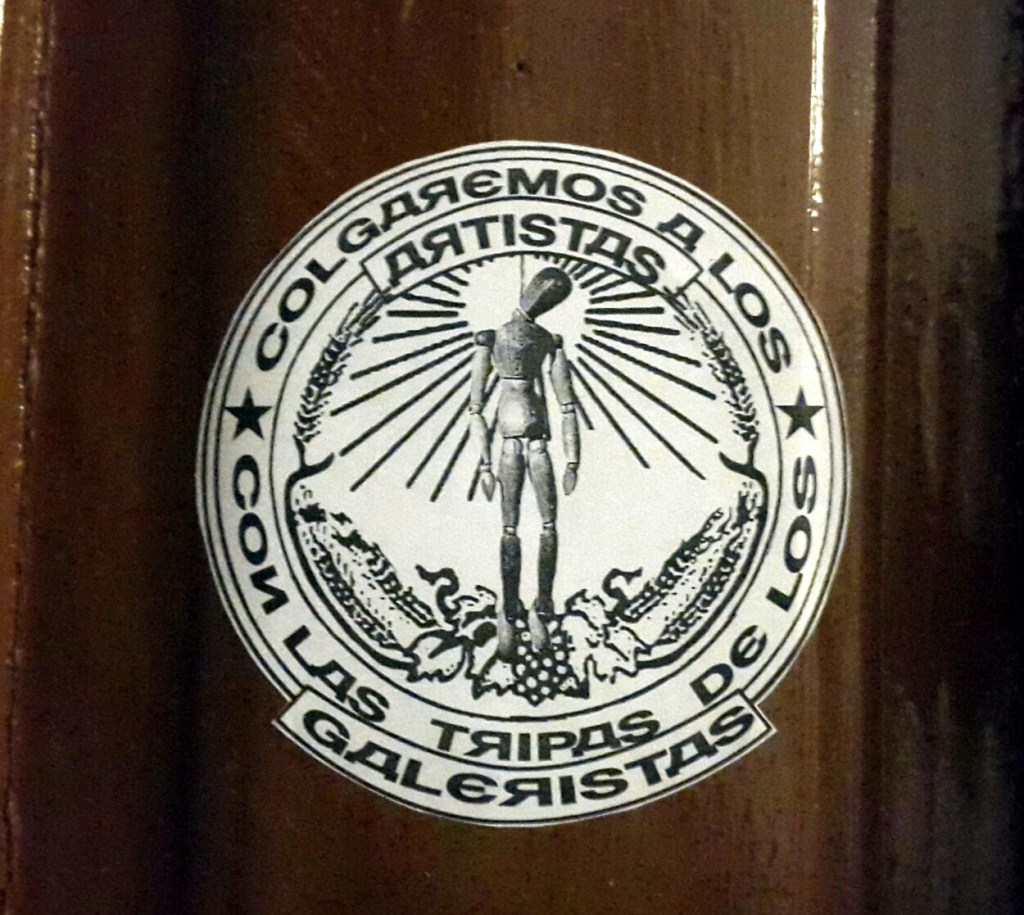 COLGAREMOS A LOS
ARTISTAS
CON LAS TRIPAS DE LOS
GALERISTAS